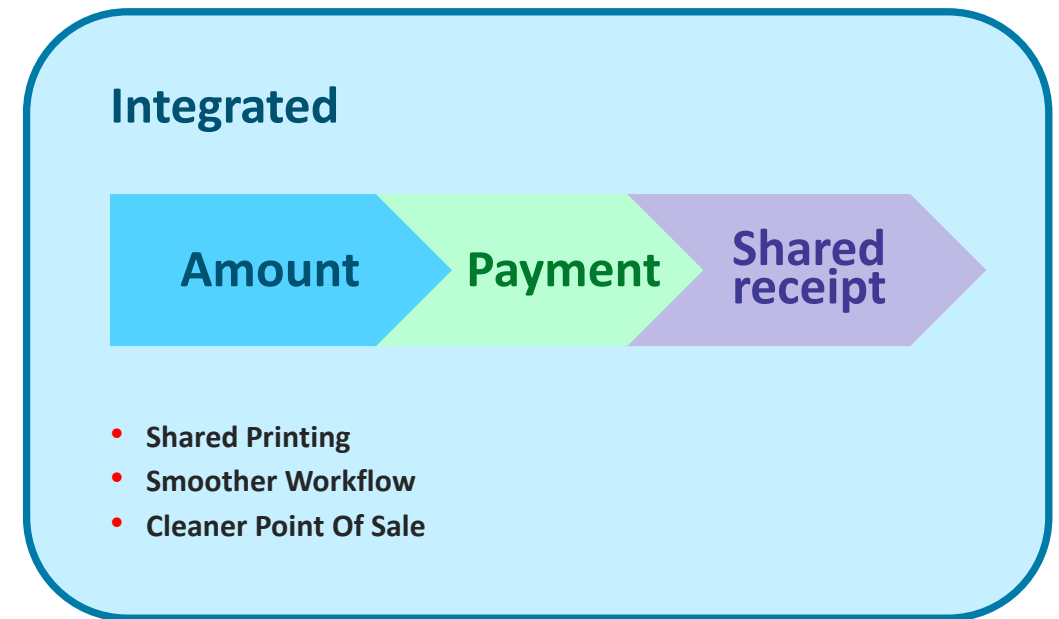 Integrated
Amount
Payment
Shared
receipt
• Shared Printing
• Smoother Workflow
• Cleaner Point Of Sale